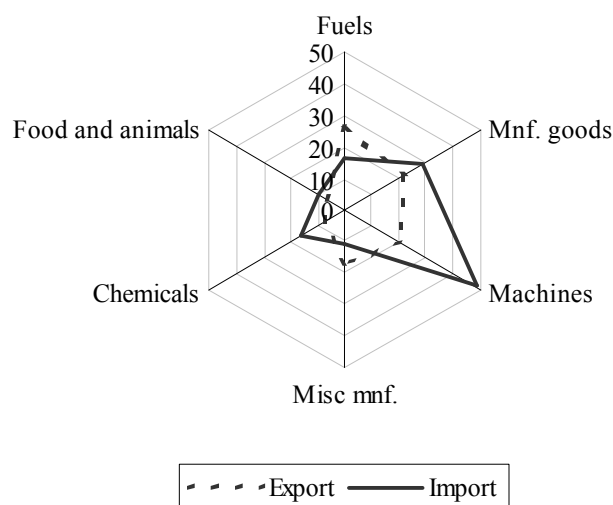 Fuels
50
40
30
20
10
0
Food and animals
Mnf. goods
Chemicals
Machines
Misc mnf.
Export
Import